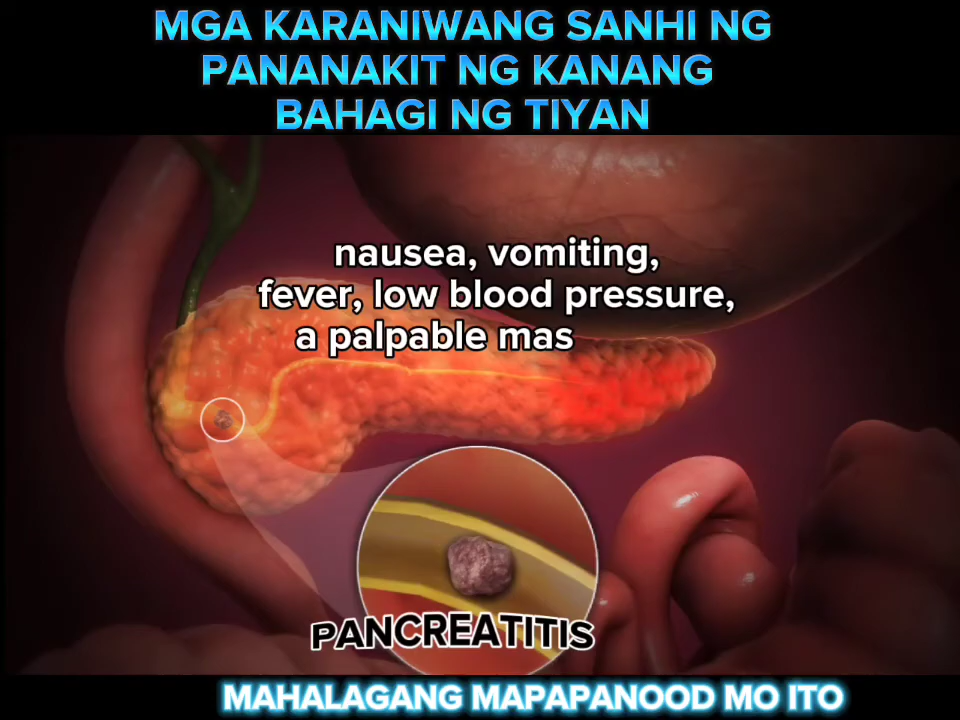 MGA KARANIWANG SANHI NG
PANANAKIT NG KANANG
BAHAGI NG TIYAN
nausea, vomiting,
fever, low blood pressure,
a palpable mas
PANCREATITIS
MAHALAGANG MAPAPANOOD MO ITO